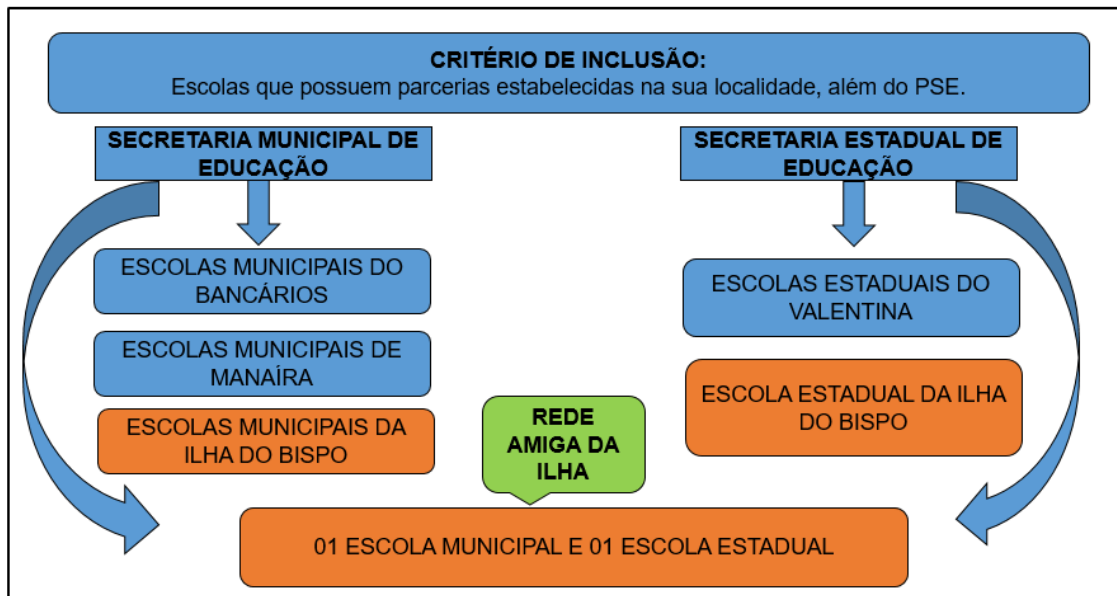 CRITÉRIO DE INCLUSÃO:
Escolas que possuem parcerias estabelecidas na sua localidade, além do PSE.
SECRETARIA MUNICIPAL DE
EDUCAÇÃO
ESCOLAS MUNICIPAIS DO
BANCÁRIOS
ESCOLAS MUNICIPAIS DE
MANAÍRA
ESCOLAS MUNICIPAIS DA
ILHA DO BISPO
SECRETARIA ESTADUAL DE
EDUCAÇÃO
ESCOLAS ESTADUAIS DO
VALENTINA
ESCOLA ESTADUAL DA ILHA
DO BISPO
REDE
AMIGA DA
ILHA
01 ESCOLA MUNICIPAL E 01 ESCOLA ESTADUAL